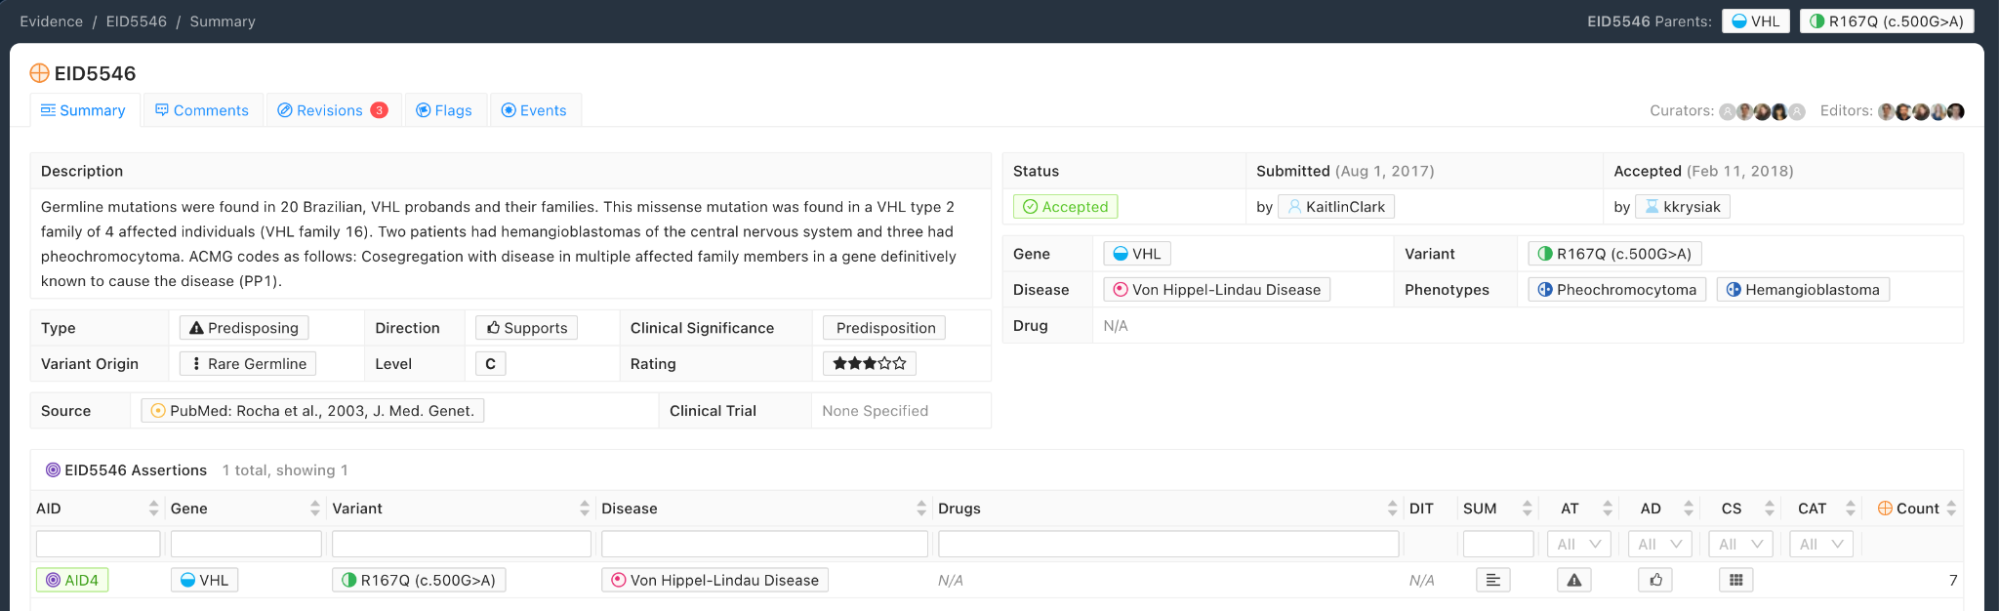 Evidence / EID5546 / Summary
EID5546 Parents: VHL R167Q (c.500G>A)
EID5546
Summary Comments Revisions 3 Flags Events
Curators: Editors:
Description
Germline mutations were found in 20 Brazilian, VHL probands and their families. This missense mutation was found in a VHL type 2
family of 4 affected individuals (VHL family 16). Two patients had hemangioblastomas of the central nervous system and three had
pheochromocytoma. ACMG codes as follows: Cosegregation with disease in multiple affected family members in a gene definitively
known to cause the disease (PP1).
Type Predisposing Direction Supports Clinical Significance Predisposition
Variant Origin Rare Germline Level C Rating
Source PubMed: Rocha et al., 2003, J. Med. Genet. Clinical Trial None Specified
Status Submitted (Aug 1, 2017) Accepted (Feb 11, 2018)
Accepted by KaitlinClark by kkrysiak
Gene VHL Variant R167Q (c.500G>A)
Disease Von Hippel-Lindau Disease Phenotypes Pheochromocytoma Hemangioblastoma
Drug N/A
EID5546 Assertions 1 total, showing 1
AID Gene Variant Disease Drugs DIT SUM AT AD CS CAT Count
All All All All
AID4 VHL R167Q (c.500G>A) Von Hippel-Lindau Disease N/A N/A 7